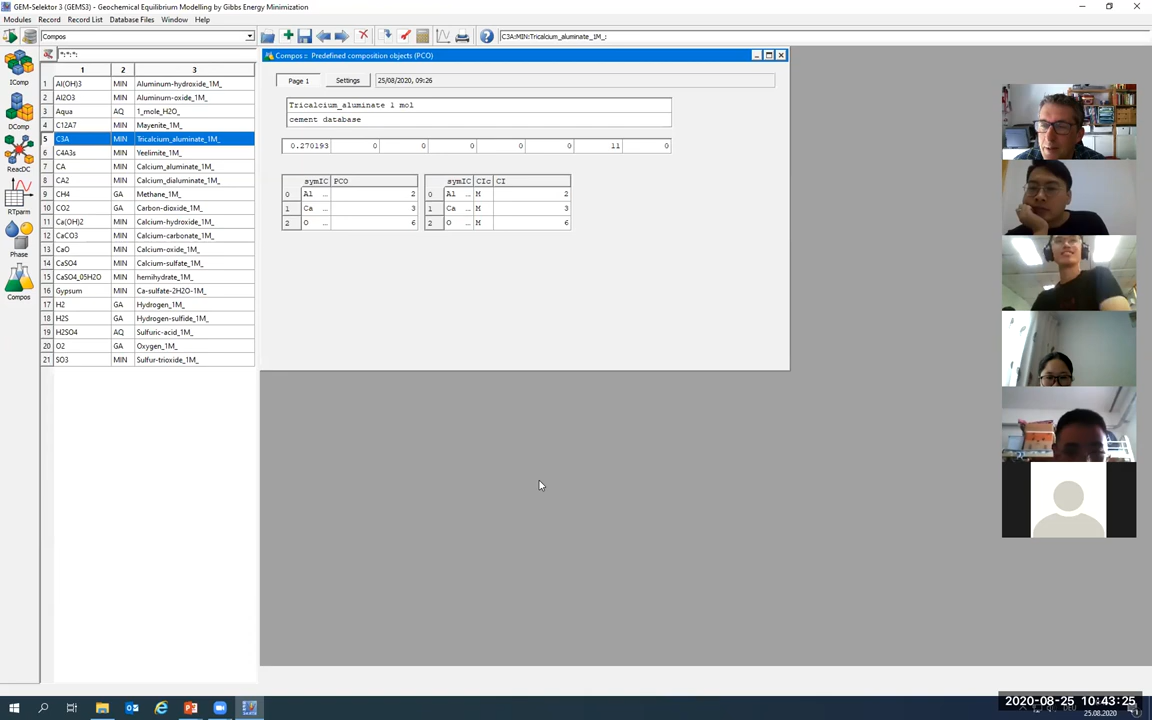 GEM-Selektor 3 (GEMS3) - Geochemical Equilibrium Modelling by Gibbs Energy Minimization
Modules Record Record List Database Files Window Help
Compos
C3A:MIN:Tricalcium_aluminate_1M_:
*:*:*:
Compos :: Predefined composition objects (PCO)
IComp
DComp
ReacDC
RTparm
Phase
Compos
1 2 3
1 Al(OH)3 MIN Aluminum-hydroxide_1M_
2 Al2O3 MIN Aluminum-oxide_1M_
3 Aqua AQ 1_mole_H2O_
4 C12A7 MIN Mayenite_1M_
5 C3A MIN Tricalcium_aluminate_1M_
6 C4A3s MIN Yeelimite_1M_
7 CA MIN Calcium_aluminate_1M_
8 CA2 MIN Calcium_dialuminate_1M_
9 CH4 GA Methane_1M_
10 CO2 GA Carbon-dioxide_1M_
11 Ca(OH)2 MIN Calcium-hydroxide_1M_
12 CaCO3 MIN Calcium-carbonate_1M_
13 CaO MIN Calcium-oxide_1M_
14 CaSO4 MIN Calcium-sulfate_1M_
15 CaSO4_05H2O MIN hemihydrate_1M_
16 Gypsum MIN Ca-sulfate-2H2O-1M_
17 H2 GA Hydrogen_1M_
18 H2S GA Hydrogen-sulfide_1M_
19 H2SO4 AQ Sulfuric-acid_1M_
20 O2 GA Oxygen_1M_
21 SO3 MIN Sulfur-trioxide_1M_
Page 1 Settings 25/08/2020, 09:26
Tricalcium_aluminate 1 mol
cement database
0.270193 0 0 0 0 0 11 0
symIC PCO
0 Al ... 2
1 Ca ... 3
2 O ... 6
symIC CIc CI
0 Al ... M 2
1 Ca ... M 3
2 O ... M 6
2020-08-25 10:43:25
25.08.2020